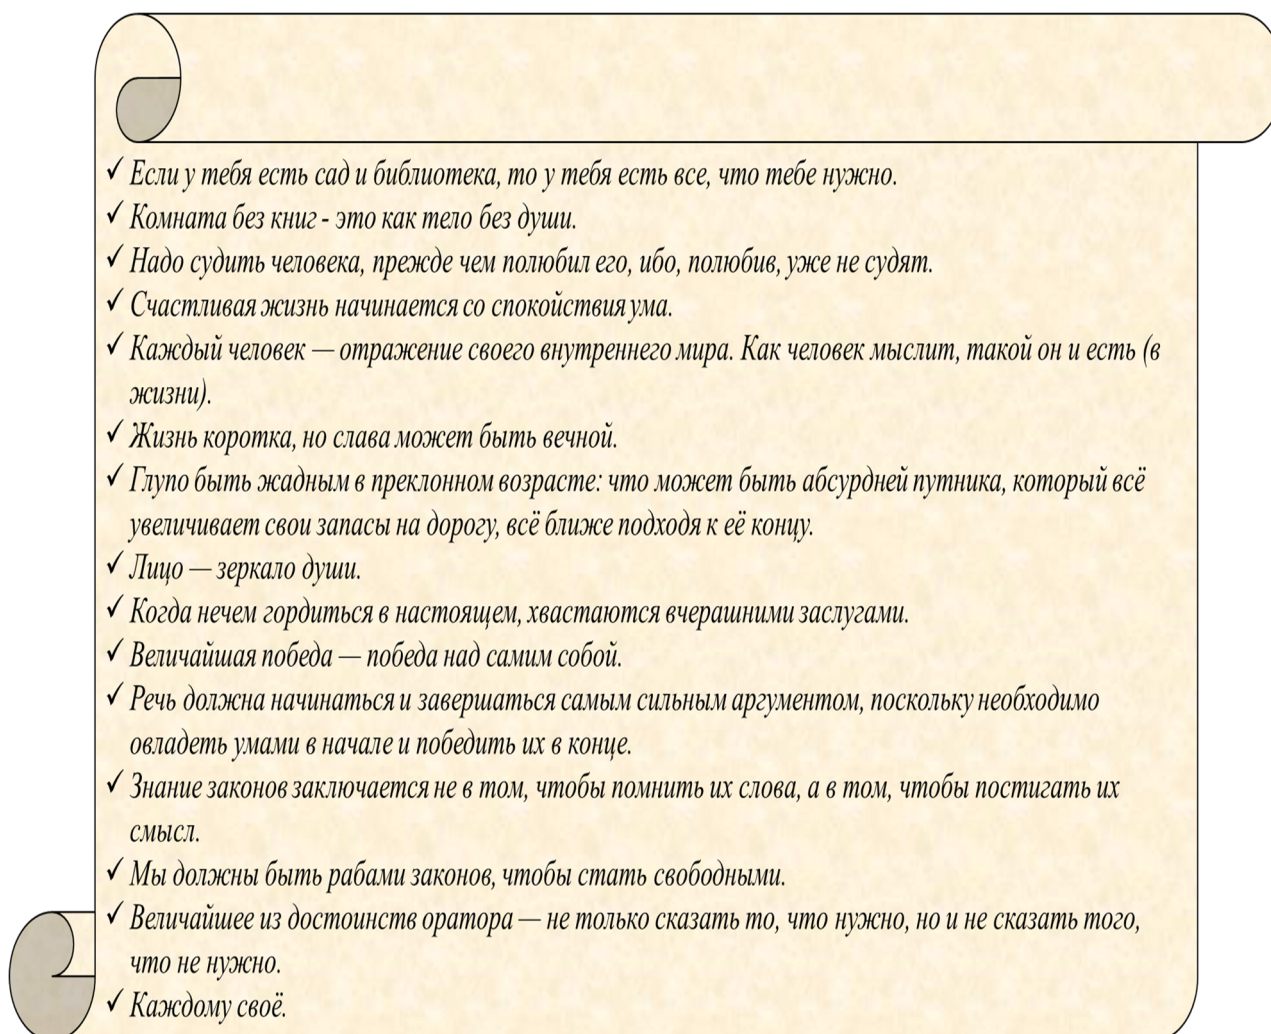 ✓ Если у тебя есть сад и библиотека, то у тебя есть все, что тебе нужно.
✓ Комната без книг - это как тело без души.
✓ Надо судить человека, прежде чем полюбил его, ибо, полюбив, уже не судят.
✓ Счастливая жизнь начинается со спокойствия ума.
✓ Каждый человек — отражение своего внутреннего мира. Как человек мыслит, такой он и есть (в
жизни).
✓ Жизнь коротка, но слава может быть вечной.
✓ Глупо быть жадным в преклонном возрасте: что может быть абсурдней путника, который всё
увеличивает свои запасы на дорогу, всё ближе подходя к её концу.
✓ Лицо — зеркало души.
✓ Когда нечем гордиться в настоящем, хвастаются вчерашними заслугами.
✓ Величайшая победа — победа над самим собой.
✓ Речь должна начинаться и завершаться самым сильным аргументом, поскольку необходимо
овладеть умами в начале и победить их в конце.
✓ Знание законов заключается не в том, чтобы помнить их слова, а в том, чтобы постигать их
смысл.
✓ Мы должны быть рабами законов, чтобы стать свободными.
✓ Величайшее из достоинств оратора — не только сказать то, что нужно, но и не сказать того,
что не нужно.
✓ Каждому своё.